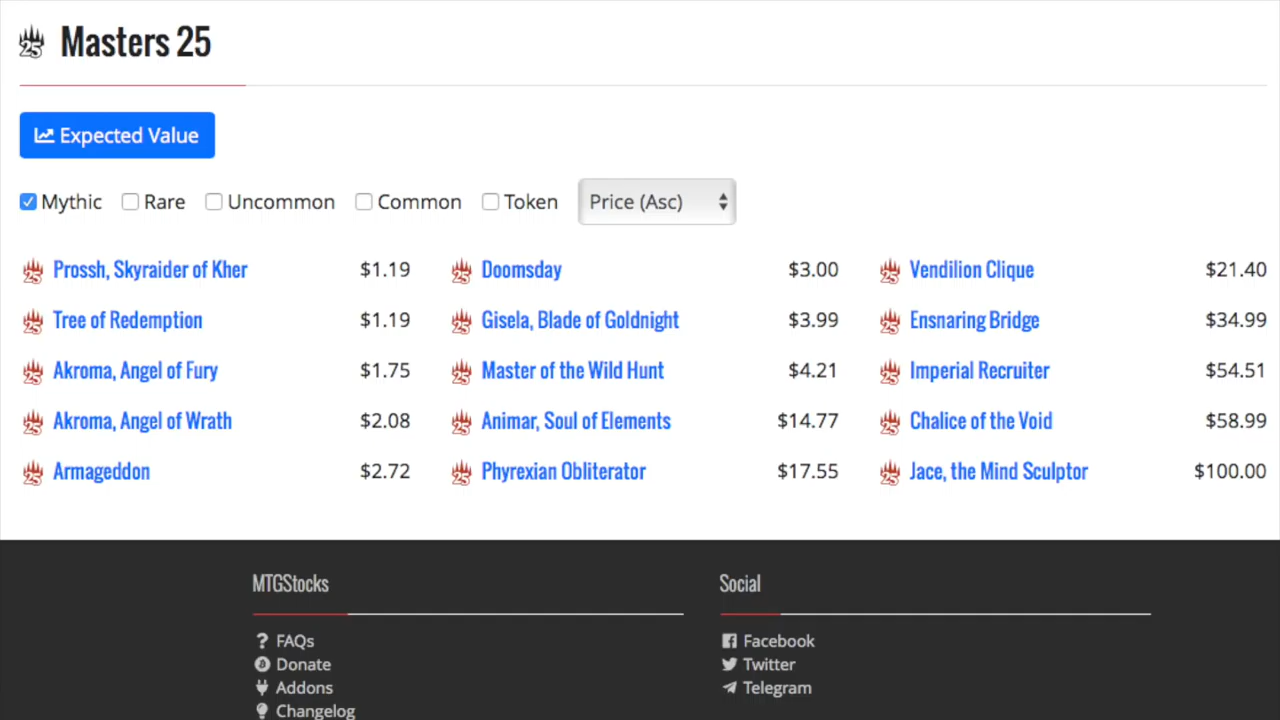 Masters 25
Expected Value
Mythic Rare Uncommon Common Token Price (Asc)
Prossh, Skyraider of Kher $1.19
Tree of Redemption $1.19
Akroma, Angel of Fury $1.75
Akroma, Angel of Wrath $2.08
Armageddon $2.72
Doomsday $3.00
Gisela, Blade of Goldnight $3.99
Master of the Wild Hunt $4.21
Animar, Soul of Elements $14.77
Phyrexian Obliterator $17.55
Vendilion Clique $21.40
Ensnaring Bridge $34.99
Imperial Recruiter $54.51
Chalice of the Void $58.99
Jace, the Mind Sculptor $100.00
MTGStocks
FAQs
Donate
Addons
Changelog
Social
Facebook
Twitter
Telegram